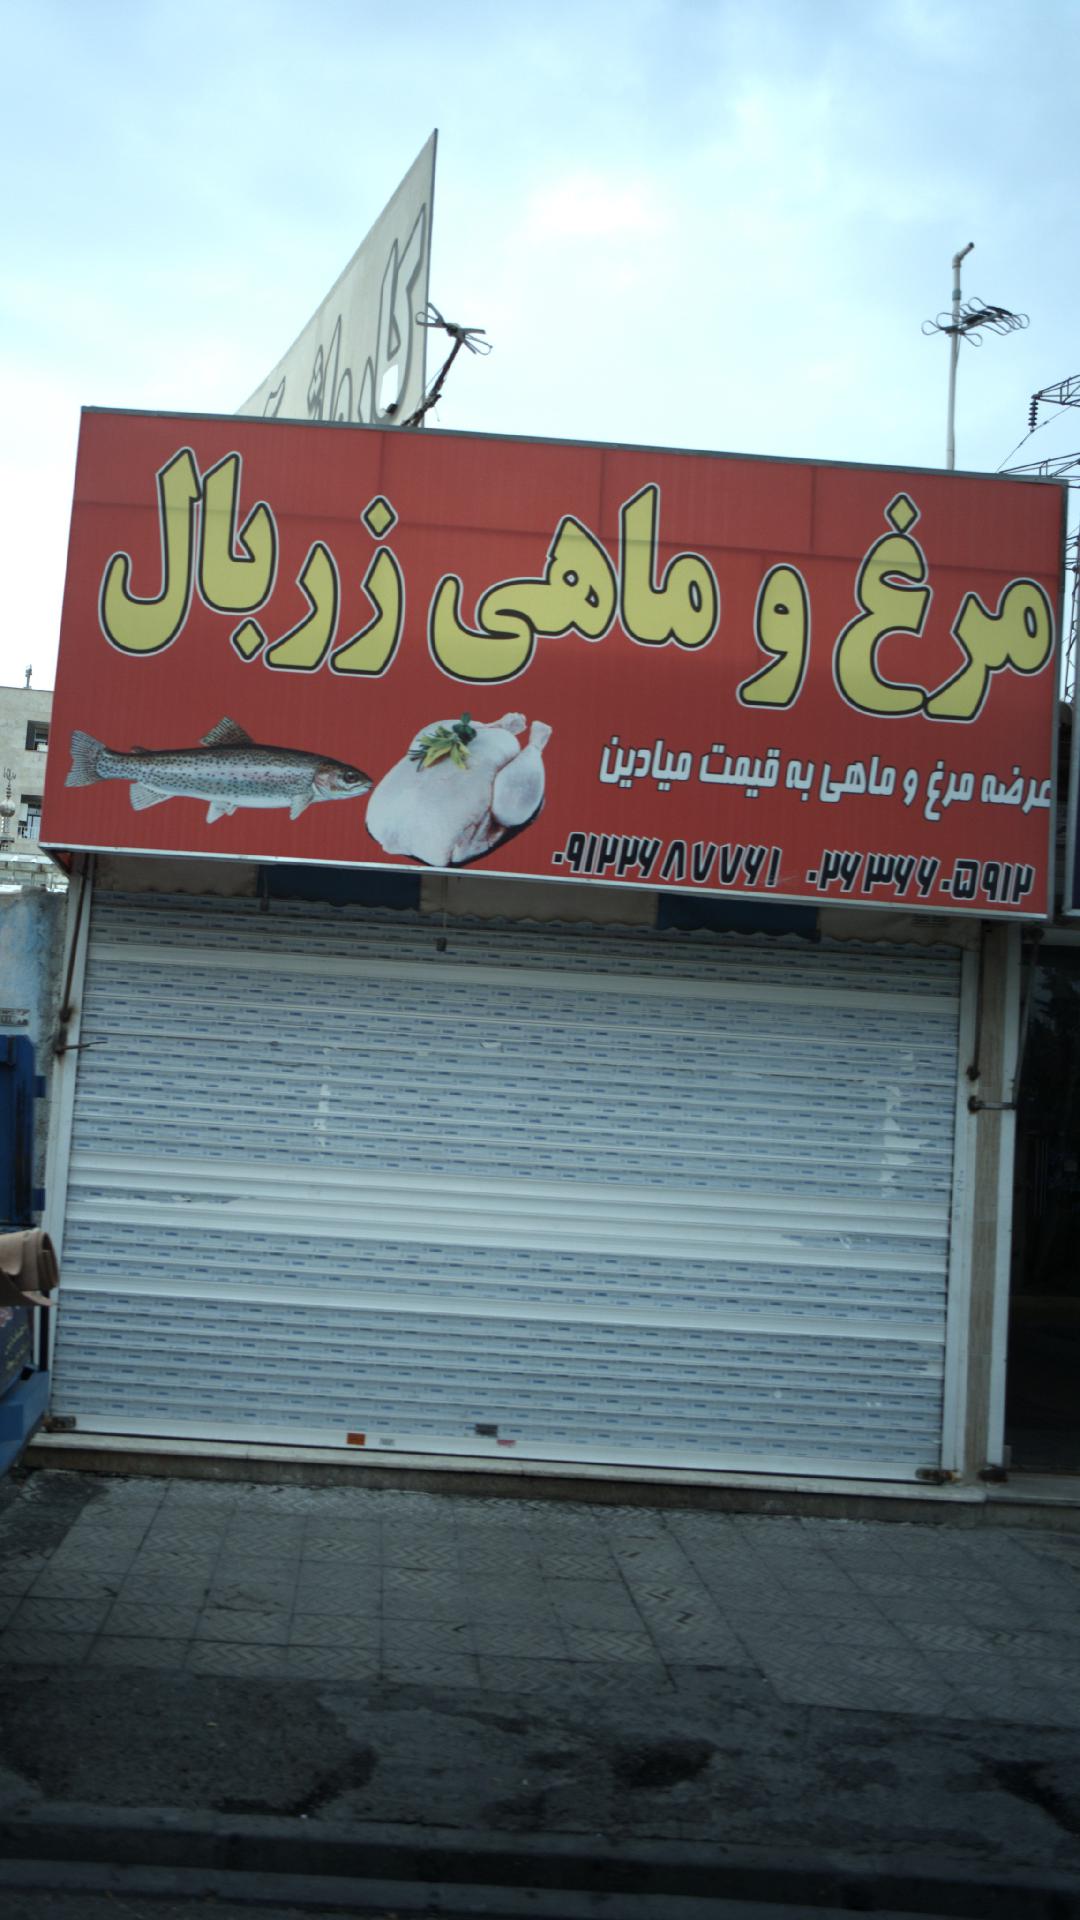 مرغ و ماهی زربال
عرضه مرغ و ماهی به قیمت میادین
۰۹۱۲۲۶۸۷۷۶۱ ۰۲۶۳۶۶۰۵۹۱۲